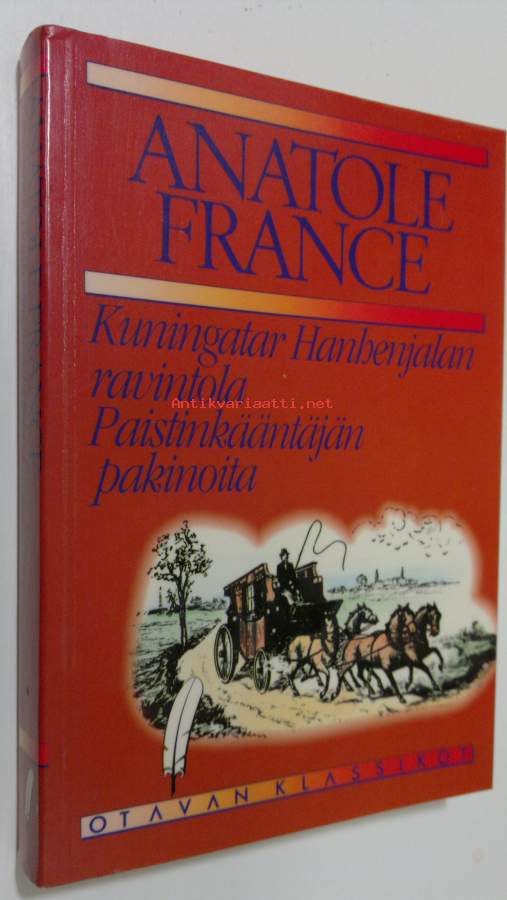 ANATOLE
FRANCE
Kuningatar Hanhenjalan
ravintola
Antikvariaatti.net
Paistinkääntäjän
pakinoita
OTAVAN KLASSIKOT